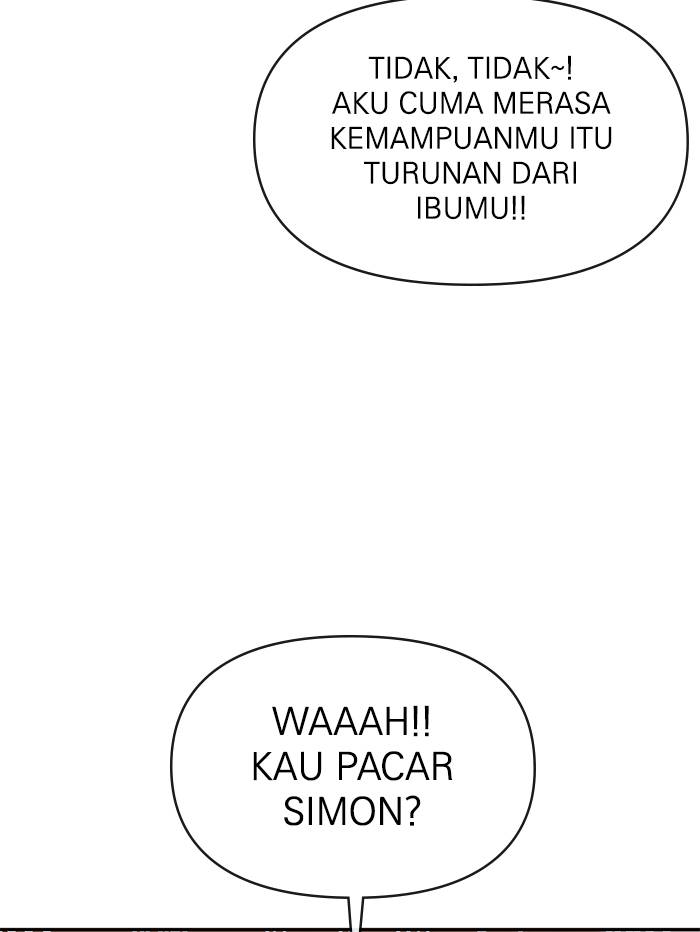 TIDAK, TIDAK~!
AKU CUMA MERASA
KEMAMPUANMU ITU
TURUNAN DARI
IBUMU!!
WAAAH!!
KAU PACAR
SIMON?